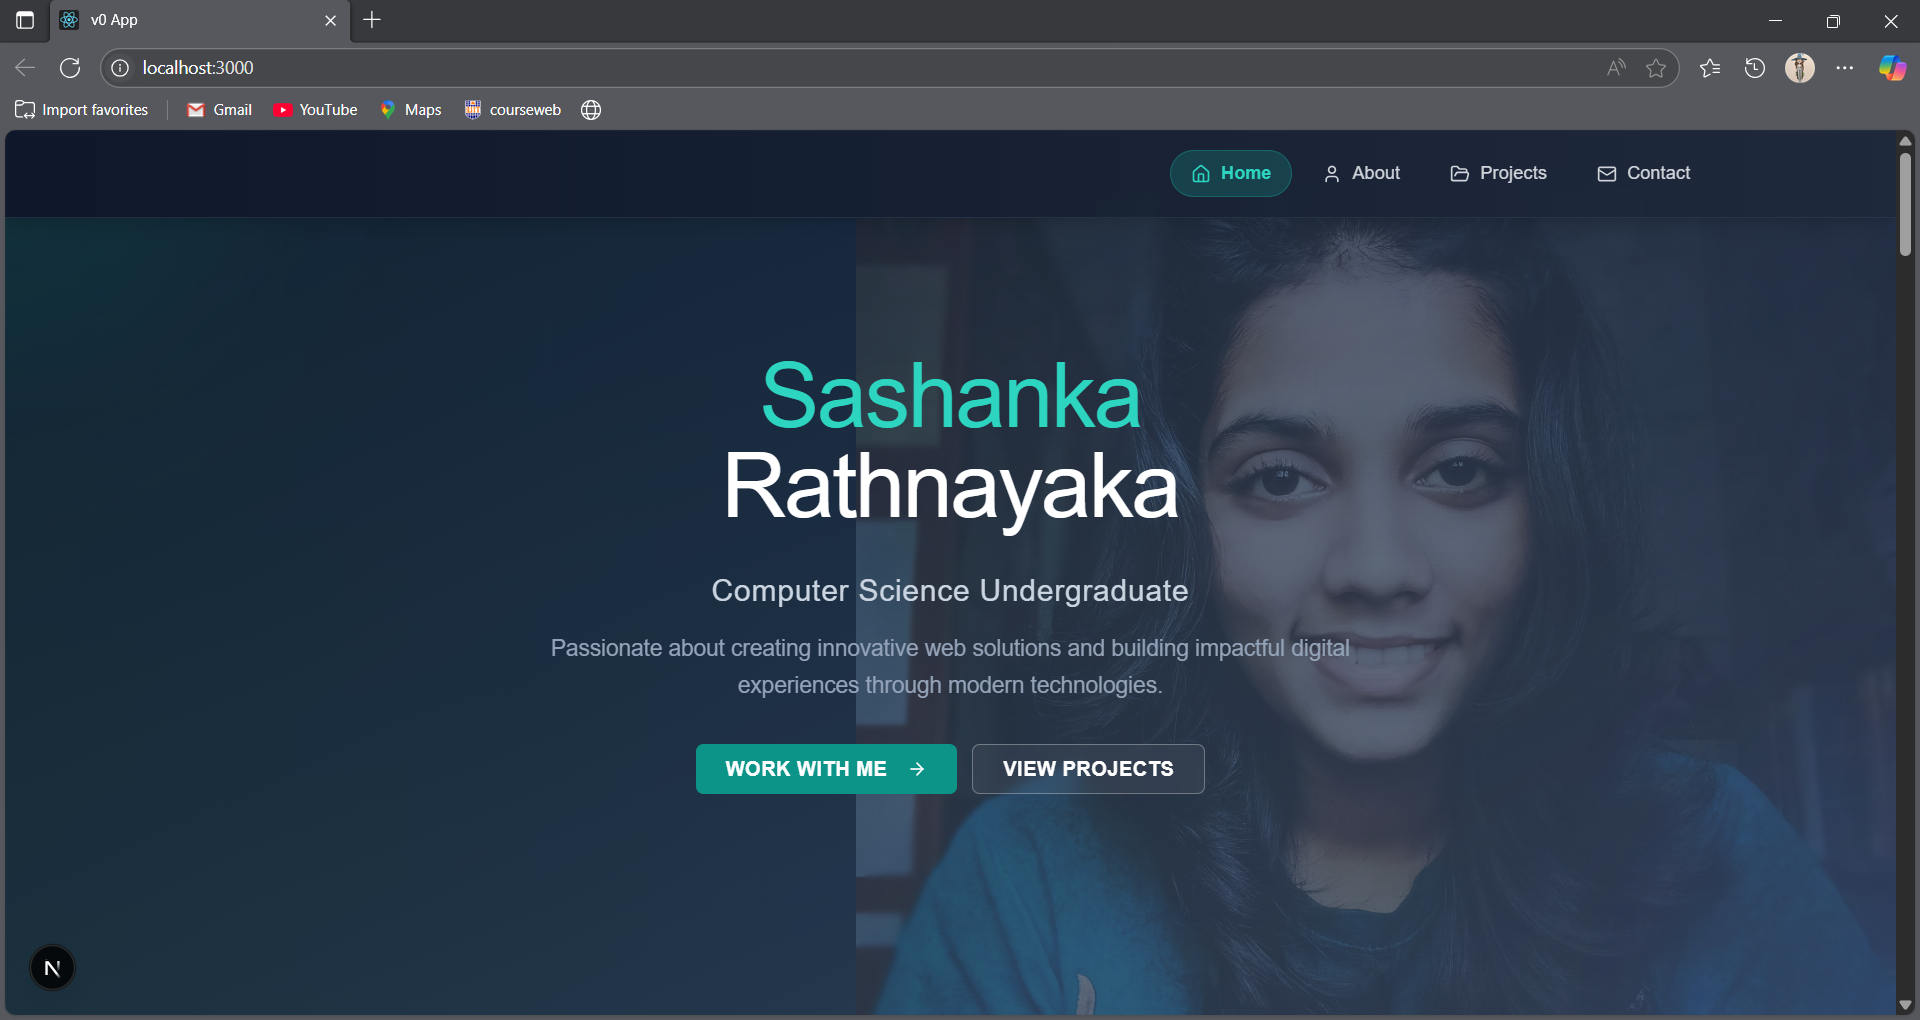 v0 App
localhost:3000
Import favorites
Gmail
YouTube
Maps
courseweb
Home
About
Projects
Contact
Sashanka
Rathnayaka
Computer Science Undergraduate
Passionate about creating innovative web solutions and building impactful digital
experiences through modern technologies.
WORK WITH ME →
VIEW PROJECTS
N